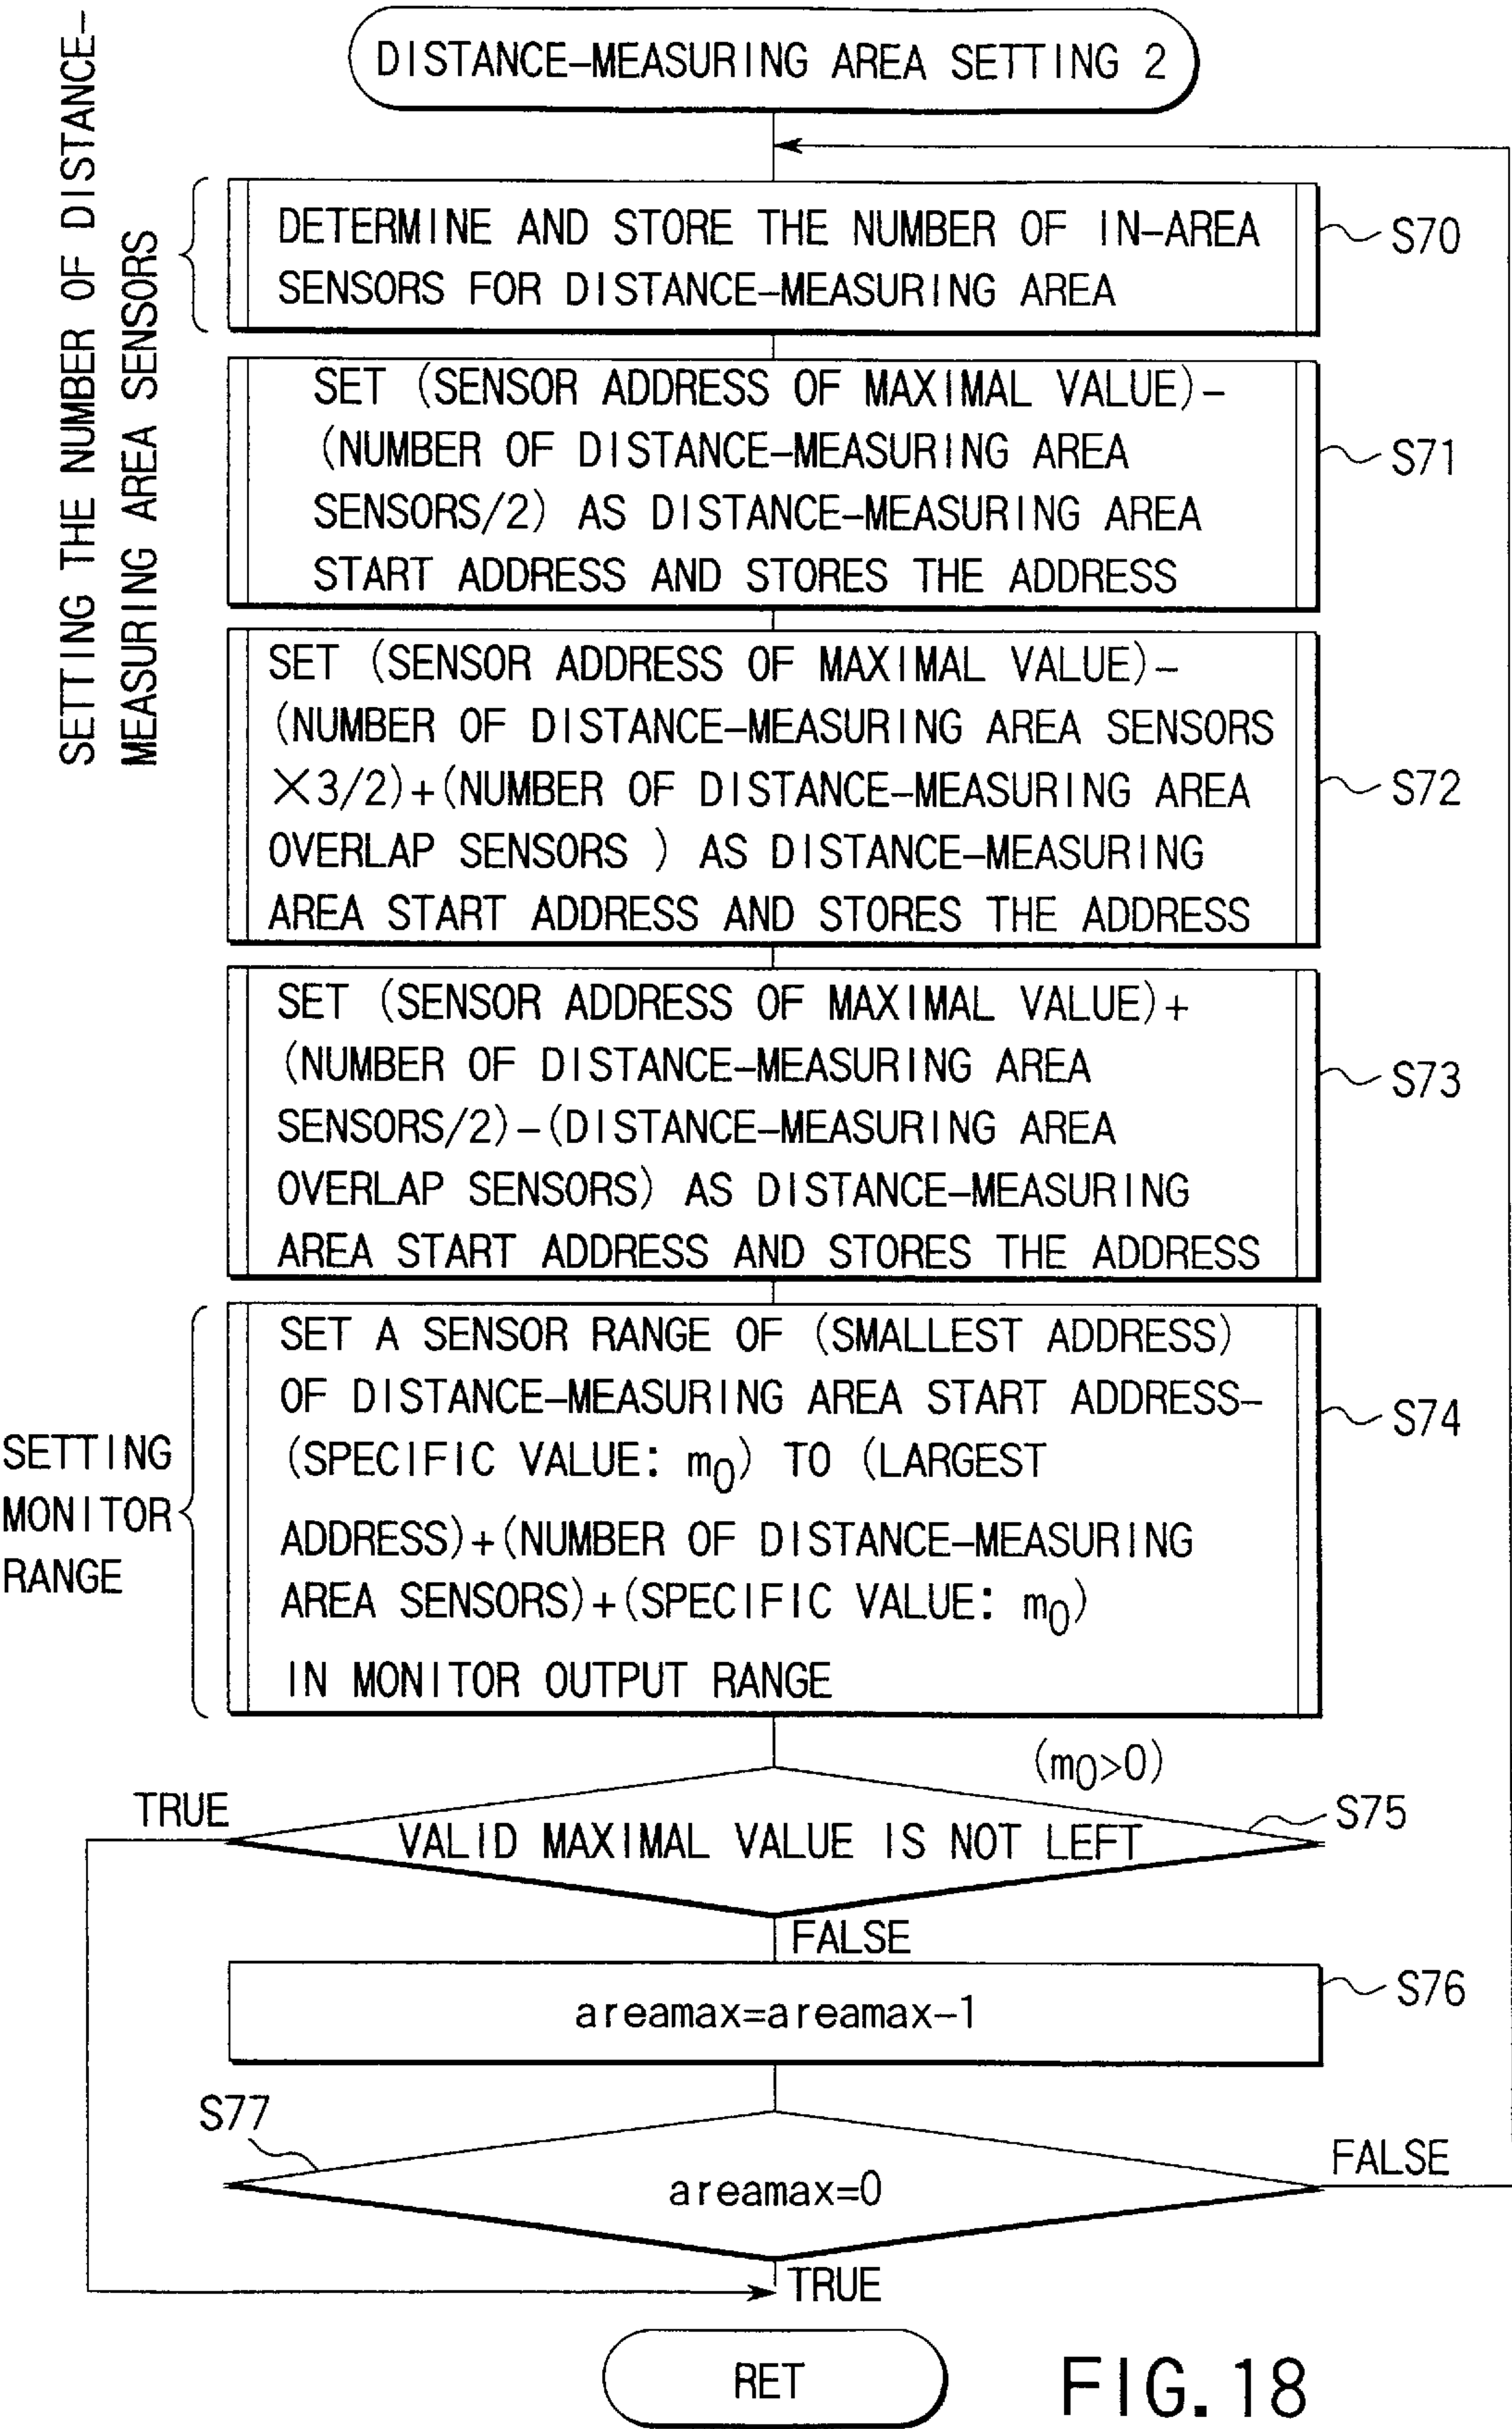 DISTANCE-MEASURING AREA SETTING 2
SETTING THE NUMBER OF DISTANCE-
MEASURING AREA SENSORS
DETERMINE AND STORE THE NUMBER OF IN-AREA
SENSORS FOR DISTANCE-MEASURING AREA
S70
SET (SENSOR ADDRESS OF MAXIMAL VALUE)-
(NUMBER OF DISTANCE-MEASURING AREA
SENSORS/2) AS DISTANCE-MEASURING AREA
START ADDRESS AND STORES THE ADDRESS
S71
SET (SENSOR ADDRESS OF MAXIMAL VALUE)-
(NUMBER OF DISTANCE-MEASURING AREA SENSORS
×3/2)+(NUMBER OF DISTANCE-MEASURING AREA
OVERLAP SENSORS ) AS DISTANCE-MEASURING
AREA START ADDRESS AND STORES THE ADDRESS
S72
SET (SENSOR ADDRESS OF MAXIMAL VALUE)+
(NUMBER OF DISTANCE-MEASURING AREA
SENSORS/2)-(DISTANCE-MEASURING AREA
OVERLAP SENSORS) AS DISTANCE-MEASURING
AREA START ADDRESS AND STORES THE ADDRESS
S73
SETTING
MONITOR
RANGE
SET A SENSOR RANGE OF (SMALLEST ADDRESS)
OF DISTANCE-MEASURING AREA START ADDRESS-
(SPECIFIC VALUE: m0) TO (LARGEST
ADDRESS)+(NUMBER OF DISTANCE-MEASURING
AREA SENSORS)+(SPECIFIC VALUE: m0)
IN MONITOR OUTPUT RANGE
S74
(m0>0)
TRUE
VALID MAXIMAL VALUE IS NOT LEFT
S75
FALSE
areamax=areamax-1
S76
S77
areamax=0
FALSE
TRUE
RET
FIG. 18